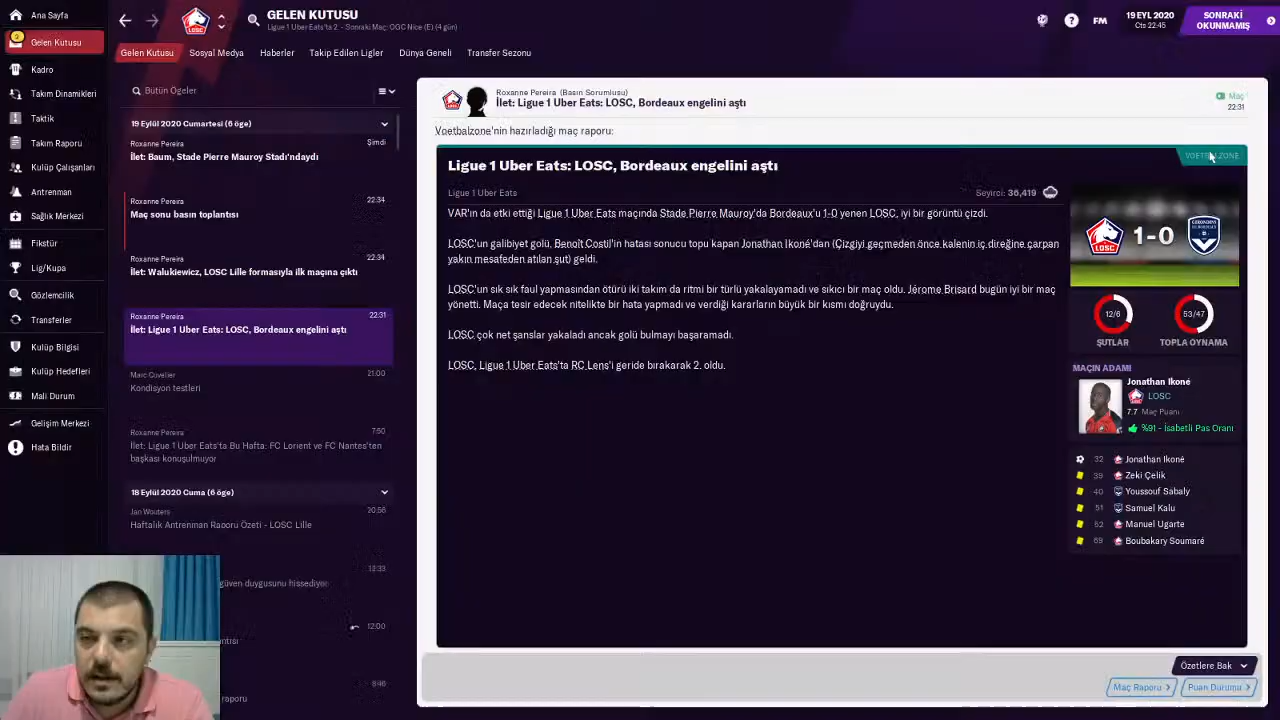 Ana Sayfa
Gelen Kutusu
Kadro
Takım Dinamikleri
Taktik
Takım Raporu
Kulüp Çalışanları
Antrenman
Sağlık Merkezi
Fikstür
Lig/Kupa
Gözlemcilik
Transferler
Kulüp Bilgisi
Kulüp Hedefleri
Mali Durum
Gelişim Merkezi
Hata Bildir
GELEN KUTUSU
Ligue 1 Uber Eats'ta 2. - Sonraki Maç: OGC Nice (E) (4 gün)
FM
19 EYL 2020
Cts 22:45
SONRAKİ
OKUNMAMIŞ
Gelen Kutusu
Sosyal Medya
Haberler
Takip Edilen Ligler
Dünya Geneli
Transfer Sezonu
Bütün Ögeler
19 Eylül 2020 Cumartesi (6 öge)
Roxanne Pereira
Şimdi
İlet: Baum, Stade Pierre Mauroy Stadı'ndaydı
Roxanne Pereira
22:34
Maç sonu basın toplantısı
Roxanne Pereira
22:34
İlet: Walukiewicz, LOSC Lille formasıyla ilk maçına çıktı
Roxanne Pereira
22:31
İlet: Ligue 1 Uber Eats: LOSC, Bordeaux engelini aştı
Marc Cuvelier
21:00
Kondisyon testleri
Roxanne Pereira
7:50
İlet: Ligue 1 Uber Eats'ta Bu Hafta: FC Lorient ve FC Nantes'ten
başkası konuşulmuyor
18 Eylül 2020 Cuma (6 öge)
Jan Wouters
20:56
Haftalık Antrenman Raporu Özeti - LOSC Lille
13:33
güven duygusunu hissediyor
12:00
8:46
raporu
Roxanne Pereira (Basın Sorumlusu)
İlet: Ligue 1 Uber Eats: LOSC, Bordeaux engelini aştı
Maç
22:31
Voetbalzone'nin hazırladığı maç raporu:
Ligue 1 Uber Eats: LOSC, Bordeaux engelini aştı
Ligue 1 Uber Eats
Seyirci: 36,419
VAR'ın da etki ettiği Ligue 1 Uber Eats maçında Stade Pierre Mauroy'da Bordeaux'u 1-0 yenen LOSC, iyi bir görüntü çizdi.
LOSC'un galibiyet golü, Benoît Costil'in hatası sonucu topu kapan Jonathan Ikoné'dan (Çizgiyi geçmeden önce kalenin iç direğine çarpan
yakın mesafeden atılan şut) geldi.
LOSC'un sık sık faul yapmasından ötürü iki takım da ritmi bir türlü yakalayamadı ve sıkıcı bir maç oldu. Jérome Brisard bugün iyi bir maç
yönetti. Maça tesir edecek nitelikte bir hata yapmadı ve verdiği kararların büyük bir kısmı doğruydu.
LOSC çok net şanslar yakaladı ancak golü bulmayı başaramadı.
LOSC, Ligue 1 Uber Eats'ta RC Lens'i geride bırakarak 2. oldu.
LOSC
1-0
12/6
53/47
ŞUTLAR
TOPLA OYNAMA
MAÇIN ADAMI
Jonathan Ikoné
LOSC
7.7 Maç Puanı
%91 - İsabetli Pas Oranı
32 Jonathan Ikoné
39 Zeki Çelik
40 Youssouf Sabaly
51 Samuel Kalu
52 Manuel Ugarte
69 Boubakary Soumaré
Özetlere Bak
Maç Raporu
Puan Durumu